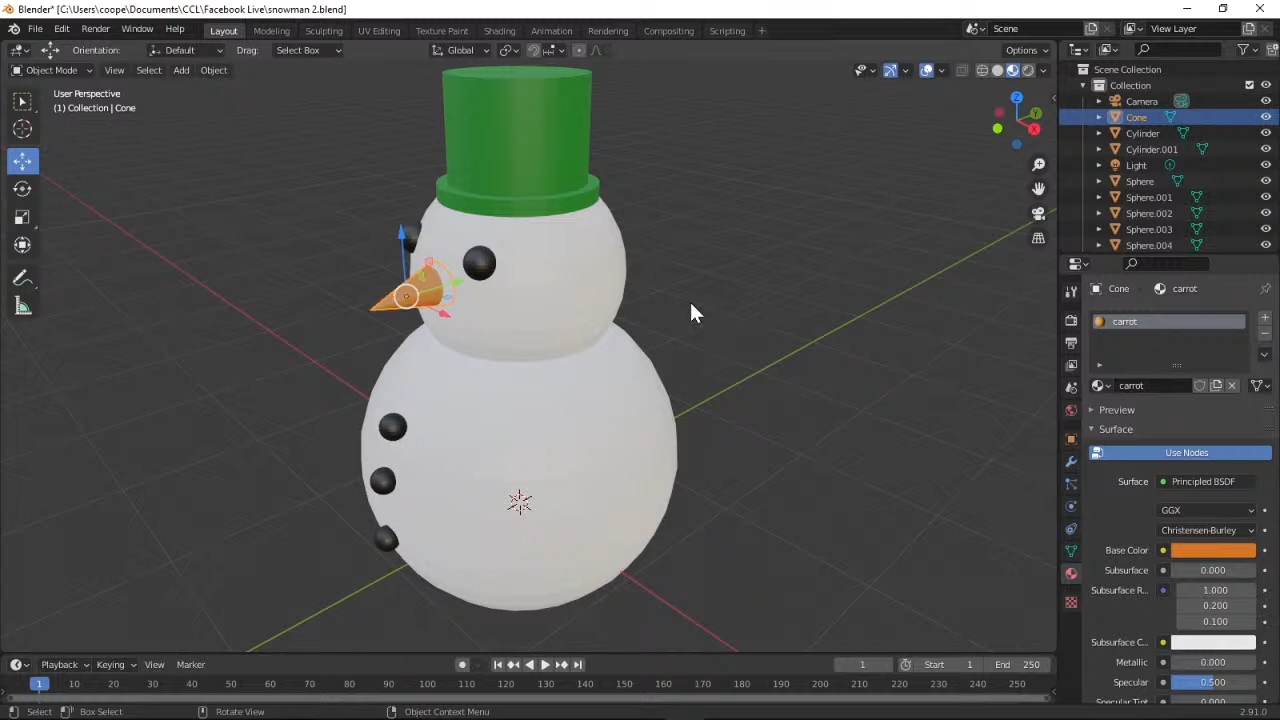 Blender* [C:\Users\coope\Documents\CCL\Facebook Live\snowman 2.blend]
File Edit Render Window Help Layout Modeling Sculpting UV Editing Texture Paint Shading Animation Rendering Compositing Scripting + Scene View Layer
Orientation: Default Drag: Select Box Global Options
Object Mode View Select Add Object
User Perspective
(1) Collection | Cone
Z
Y
X
Scene Collection
Collection
Camera
Cone
Cylinder
Cylinder.001
Light
Sphere
Sphere.001
Sphere.002
Sphere.003
Sphere.004
Cone carrot
carrot
carrot
Preview
Surface
Use Nodes
Surface Principled BSDF
GGX
Christensen-Burley
Base Color
Subsurface 0.000
Subsurface R... 1.000
0.200
0.100
Subsurface C...
Metallic 0.000
Specular 0.500
Specular Tint 0.000
Playback Keying View Marker 1 Start 1 End 250
1 10 20 30 40 50 60 70 80 90 100 110 120 130 140 150 160 170 180 190 200 210 220 230 240 250
Select Box Select Rotate View Object Context Menu 2.91.0